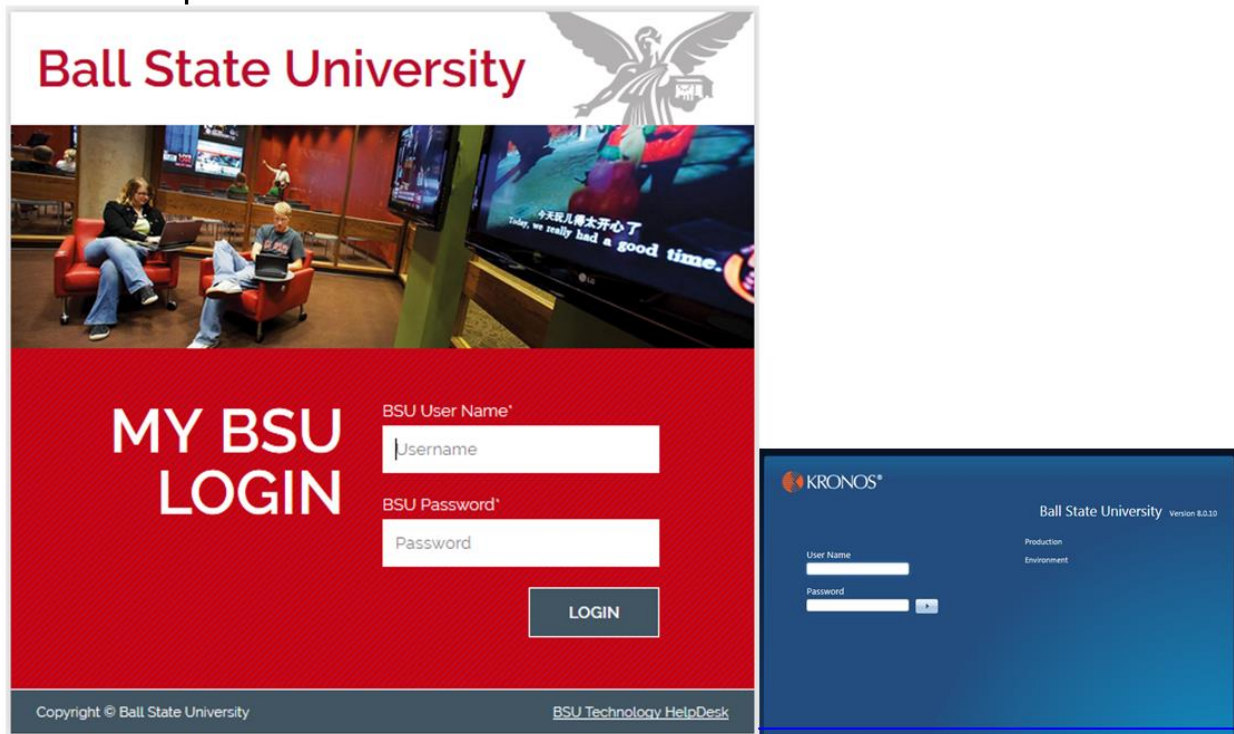 Ball State University
今天玩儿得太开心了
Today, we really had a good time.
LG
MY BSU
LOGIN
BSU User Name*
Username
BSU Password*
Password
LOGIN
Copyright © Ball State University
BSU Technology HelpDesk
KRONOS®
Ball State University Version 8.0.10
Production
Environment
User Name
Password